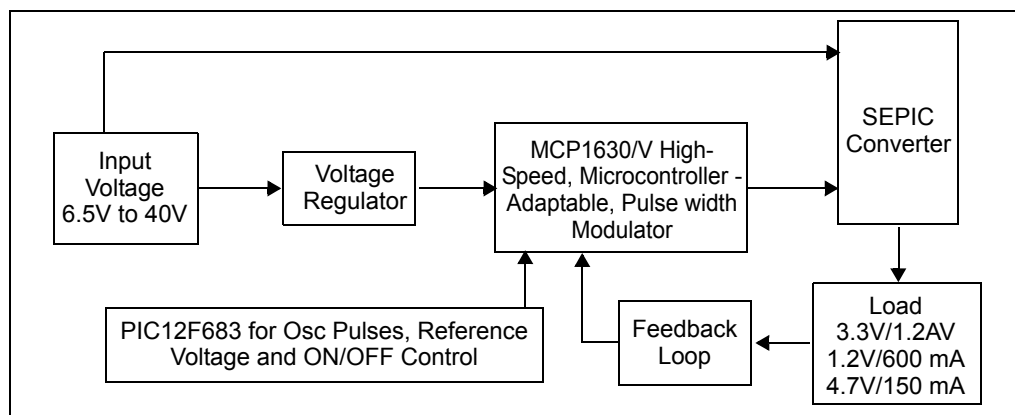 SEPIC
Converter
Input
Voltage
6.5V to 40V
Voltage
Regulator
MCP1630/V High-
Speed, Microcontroller -
Adaptable, Pulse width
Modulator
PIC12F683 for Osc Pulses, Reference
Voltage and ON/OFF Control
Feedback
Loop
Load
3.3V/1.2AV
1.2V/600 mA
4.7V/150 mA